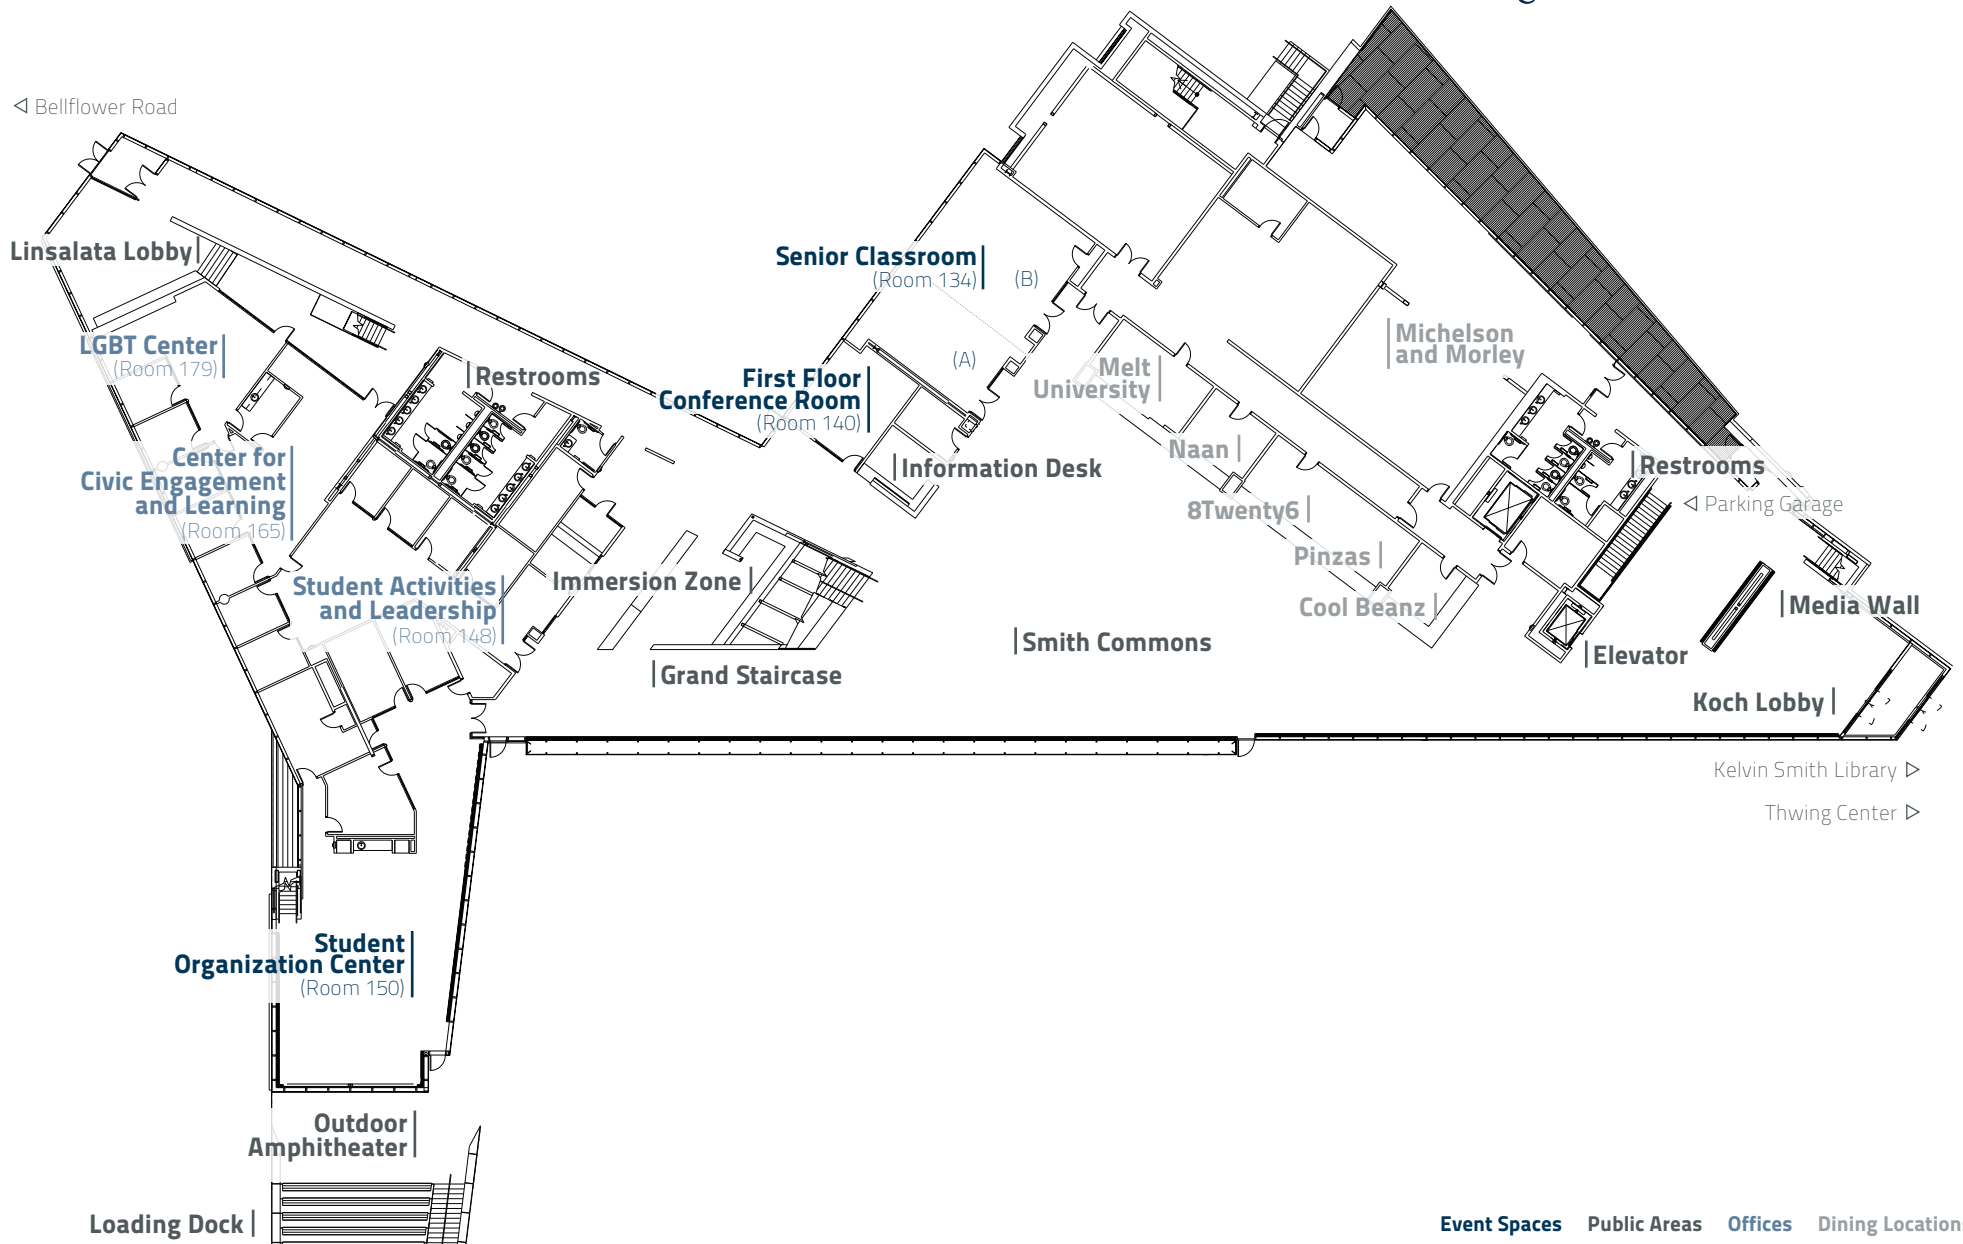 Bellflower Road
Linsalata Lobby
LGBT Center
(Room 179)
Restrooms
Center for
Civic Engagement
and Learning
(Room 165)
Student Activities
and Leadership
(Room 148)
Immersion Zone
Grand Staircase
Senior Classroom
(Room 134)
(B)
(A)
First Floor
Conference Room
(Room 140)
Information Desk
Melt
University
Naan
8Twenty6
Pinzas
Cool Beanz
Michelson
and Morley
Restrooms
Parking Garage
Smith Commons
Media Wall
Elevator
Koch Lobby
Kelvin Smith Library
Thwing Center
Student
Organization Center
(Room 150)
Outdoor
Amphitheater
Loading Dock
Event Spaces Public Areas Offices Dining Location